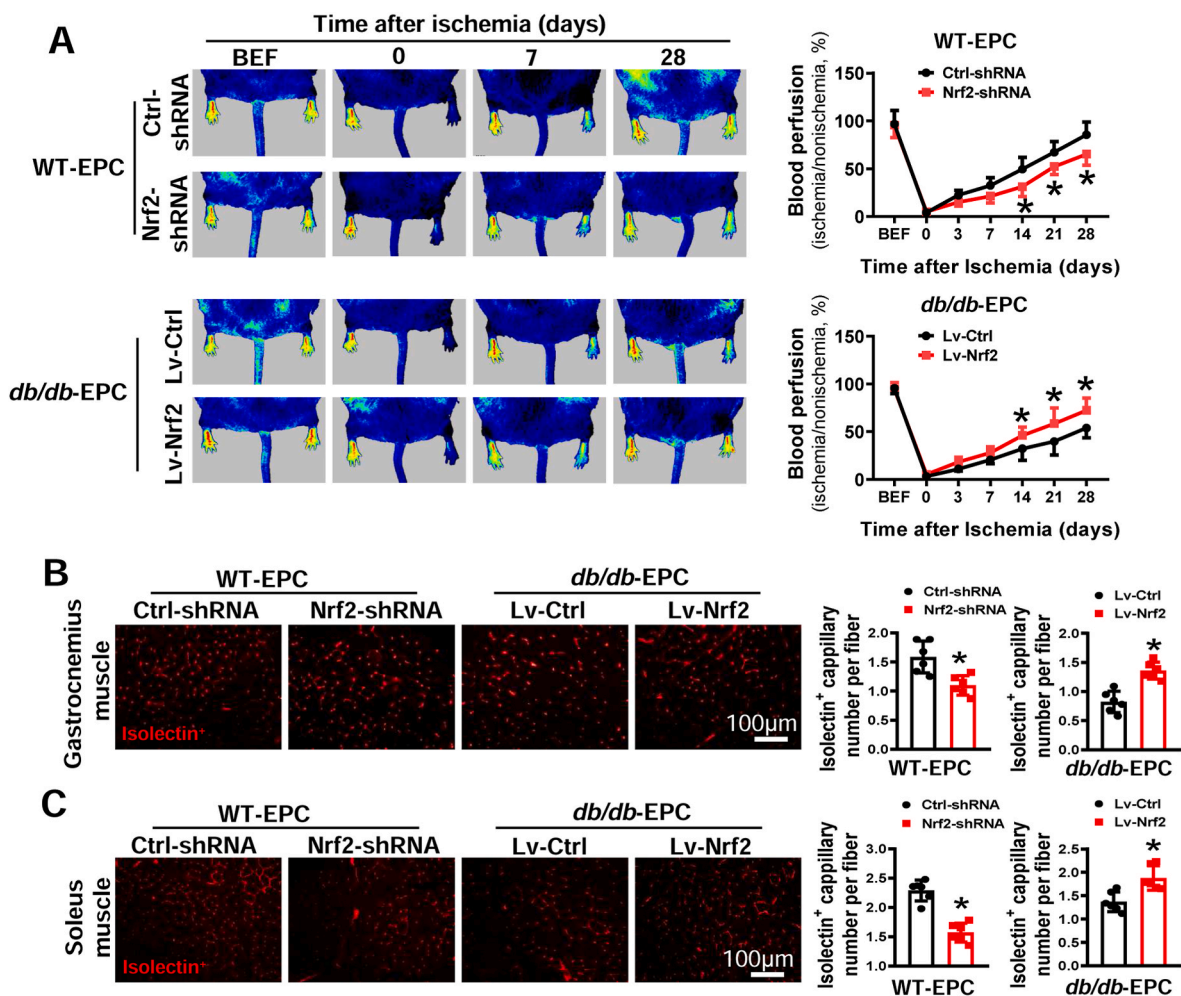 A
Time after ischemia (days)
BEF 0 7 28
WT-EPC
Ctrl-
shRNA
Nrf2-
shRNA
db/db-EPC
Lv-Ctrl
Lv-Nrf2
WT-EPC
Ctrl-shRNA
Nrf2-shRNA
Blood perfusion
(ischemia/nonischemia, %)
150
100
50
0
* * *
BEF 0 3 7 14 21 28
Time after Ischemia (days)
db/db-EPC
Lv-Ctrl
Lv-Nrf2
Blood perfusion
(ischemia/nonischemia, %)
150
100
50
0
* * *
BEF 0 3 7 14 21 28
Time after Ischemia (days)
B
WT-EPC db/db-EPC
Ctrl-shRNA Nrf2-shRNA Lv-Ctrl Lv-Nrf2
Gastrocnemius
muscle
Isolectin⁺
100μm
Ctrl-shRNA
Nrf2-shRNA
Isolectin⁺ cappillary
number per fiber
2.0
1.5
1.0
0.5
0.0
*
WT-EPC
Lv-Ctrl
Lv-Nrf2
Isolectin⁺ cappillary
number per fiber
2.0
1.5
1.0
0.5
0.0
*
db/db-EPC
C
WT-EPC db/db-EPC
Ctrl-shRNA Nrf2-shRNA Lv-Ctrl Lv-Nrf2
Soleus
muscle
Isolectin⁺
100μm
Ctrl-shRNA
Nrf2-shRNA
Isolectin⁺ cappillary
number per fiber
3.0
2.5
2.0
1.5
1.0
*
WT-EPC
Lv-Ctrl
Lv-Nrf2
Isolectin⁺ cappillary
number per fiber
2.5
2.0
1.5
1.0
0.5
0.0
*
db/db-EPC